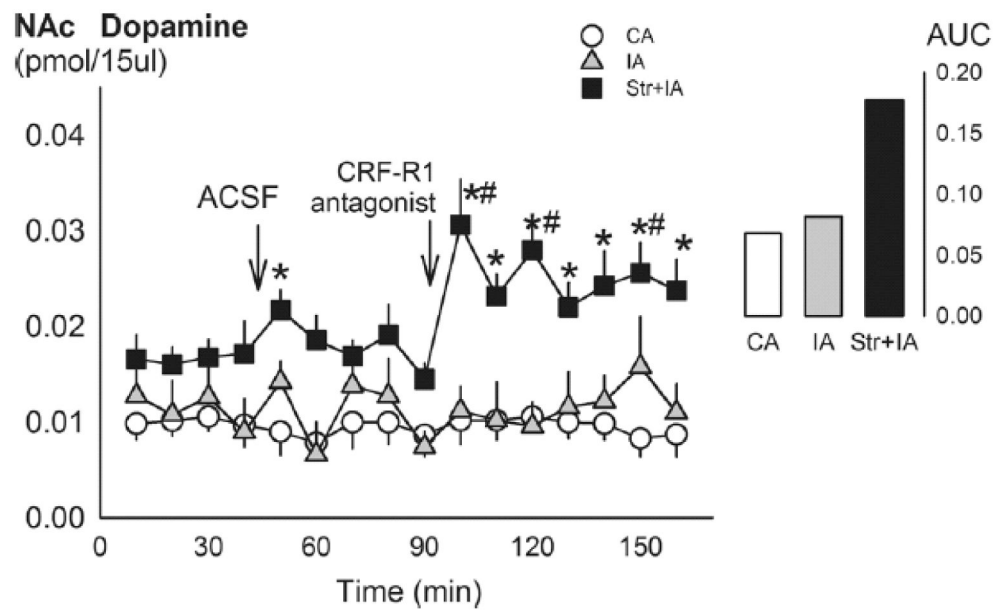 NAc Dopamine
(pmol/15ul)
CA
IA
Str+IA
AUC
0.04
0.03
0.02
0.01
0.00
ACSF
CRF-R1
antagonist
*
*#
*
*#
*
*
*#
*
0
30
60
90
120
150
Time (min)
0.20
0.15
0.10
0.05
0.00
CA
IA
Str+IA